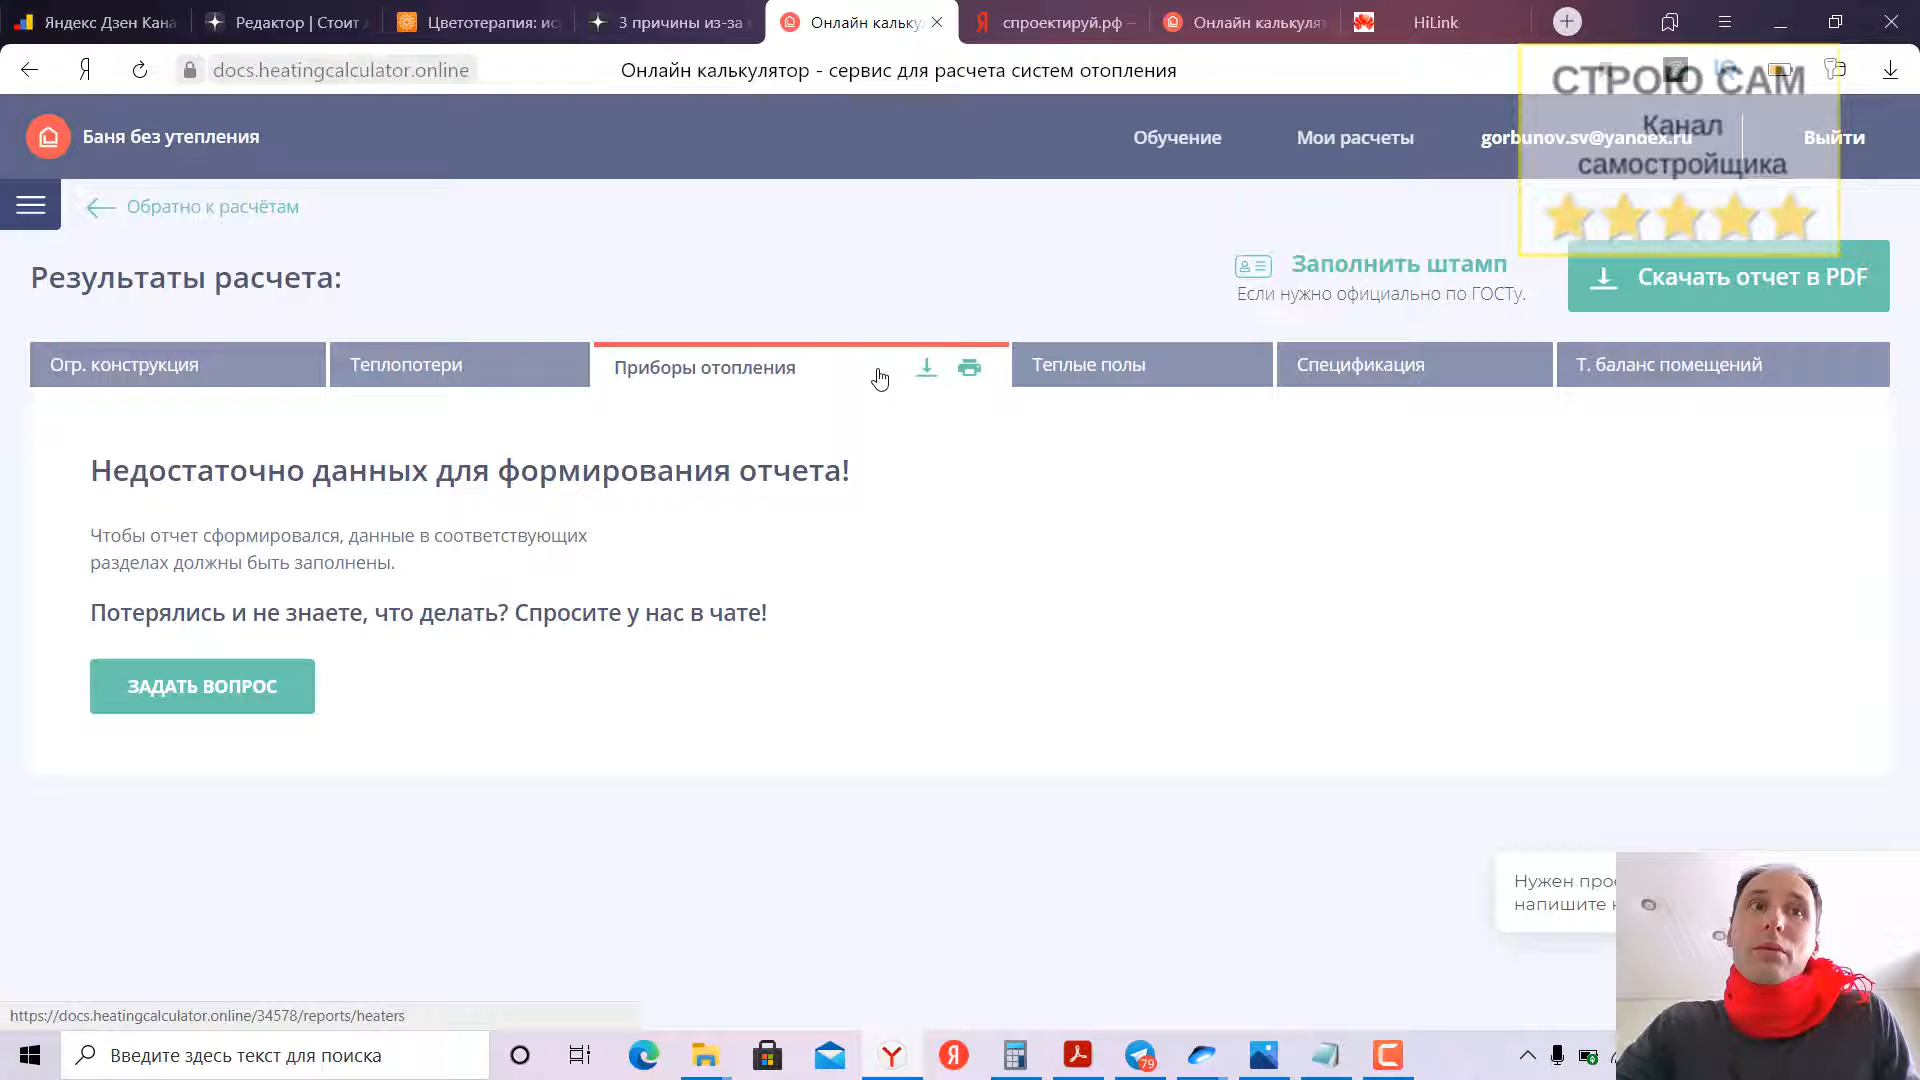 Яндекс Дзен Кана
Редактор | Стоит
Цветотерапия: ис
3 причины из-за
Онлайн кальку
спроектируй.рф –
Онлайн калькуля
HiLink
docs.heatingcalculator.online
Онлайн калькулятор - сервис для расчета систем отопления
СТРОЮ САМ
Канал
самостройщика
Баня без утепления
Обучение
Мои расчеты
gorbunov.sv@yandex.ru
Выйти
Обратно к расчётам
Результаты расчета:
Заполнить штамп
Если нужно официально по ГОСТу.
Скачать отчет в PDF
Огр. конструкция
Теплопотери
Приборы отопления
Теплые полы
Спецификация
Т. баланс помещений
Недостаточно данных для формирования отчета!
Чтобы отчет сформировался, данные в соответствующих
разделах должны быть заполнены.
Потерялись и не знаете, что делать? Спросите у нас в чате!
ЗАДАТЬ ВОПРОС
Нужен прое
напишите
https://docs.heatingcalculator.online/34578/reports/heaters
Введите здесь текст для поиска
79